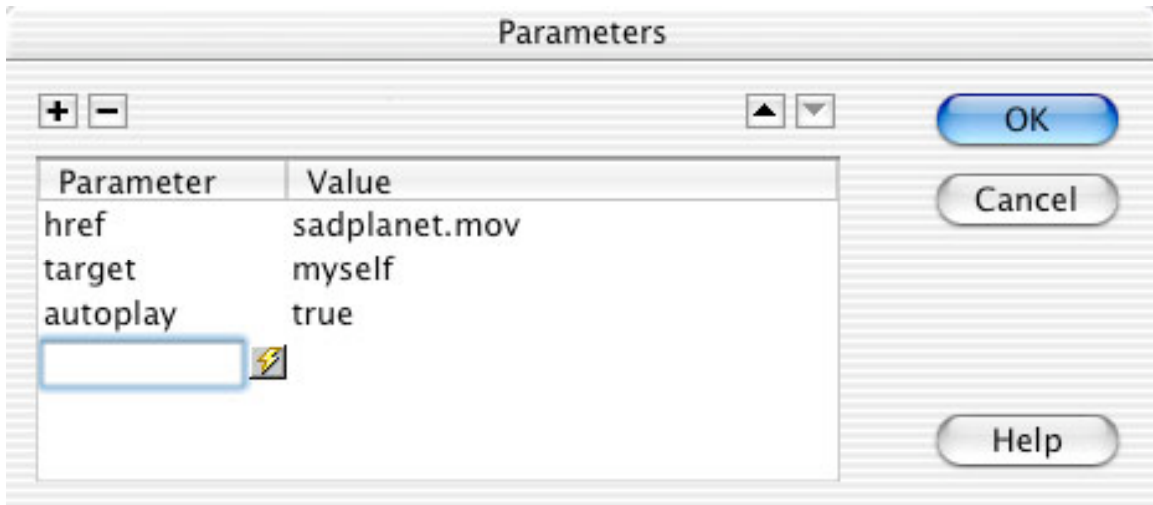 Parameters
OK
Parameter Value
Cancel
href sadplanet.mov
target myself
autoplay true
Help